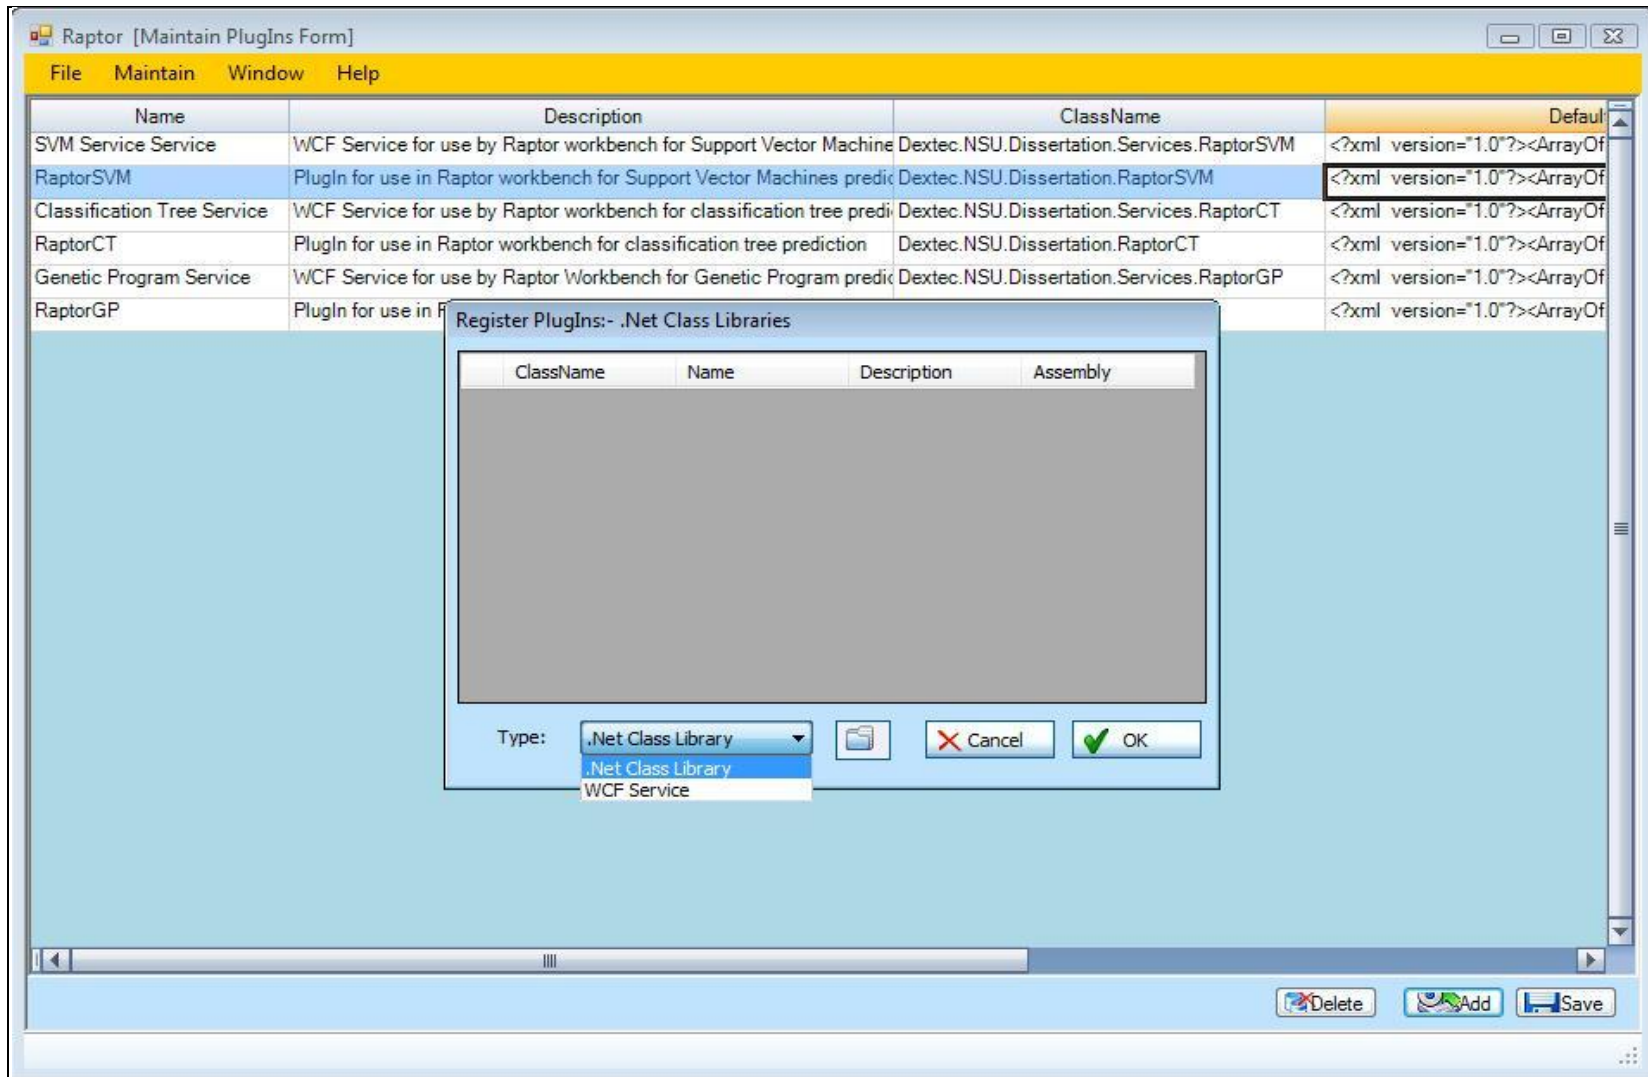 Raptor [Maintain PlugIns Form]
File Maintain Window Help
Name Description ClassName Defaul
SVM Service Service WCF Service for use by Raptor workbench for Support Vector Machine Dextec.NSU.Dissertation.Services.RaptorSVM <?xml version="1.0"?><ArrayOf
RaptorSVM PlugIn for use in Raptor workbench for Support Vector Machines predic Dextec.NSU.Dissertation.RaptorSVM <?xml version="1.0"?><ArrayOf
Classification Tree Service WCF Service for use by Raptor workbench for classification tree predi Dextec.NSU.Dissertation.Services.RaptorCT <?xml version="1.0"?><ArrayOf
RaptorCT PlugIn for use in Raptor workbench for classification tree prediction Dextec.NSU.Dissertation.RaptorCT <?xml version="1.0"?><ArrayOf
Genetic Program Service WCF Service for use by Raptor Workbench for Genetic Program predic Dextec.NSU.Dissertation.Services.RaptorGP <?xml version="1.0"?><ArrayOf
RaptorGP PlugIn for use in <?xml version="1.0"?><ArrayOf
Register PlugIns:- .Net Class Libraries
ClassName Name Description Assembly
Type: .Net Class Library Cancel OK
.Net Class Library
WCF Service
Delete Add Save